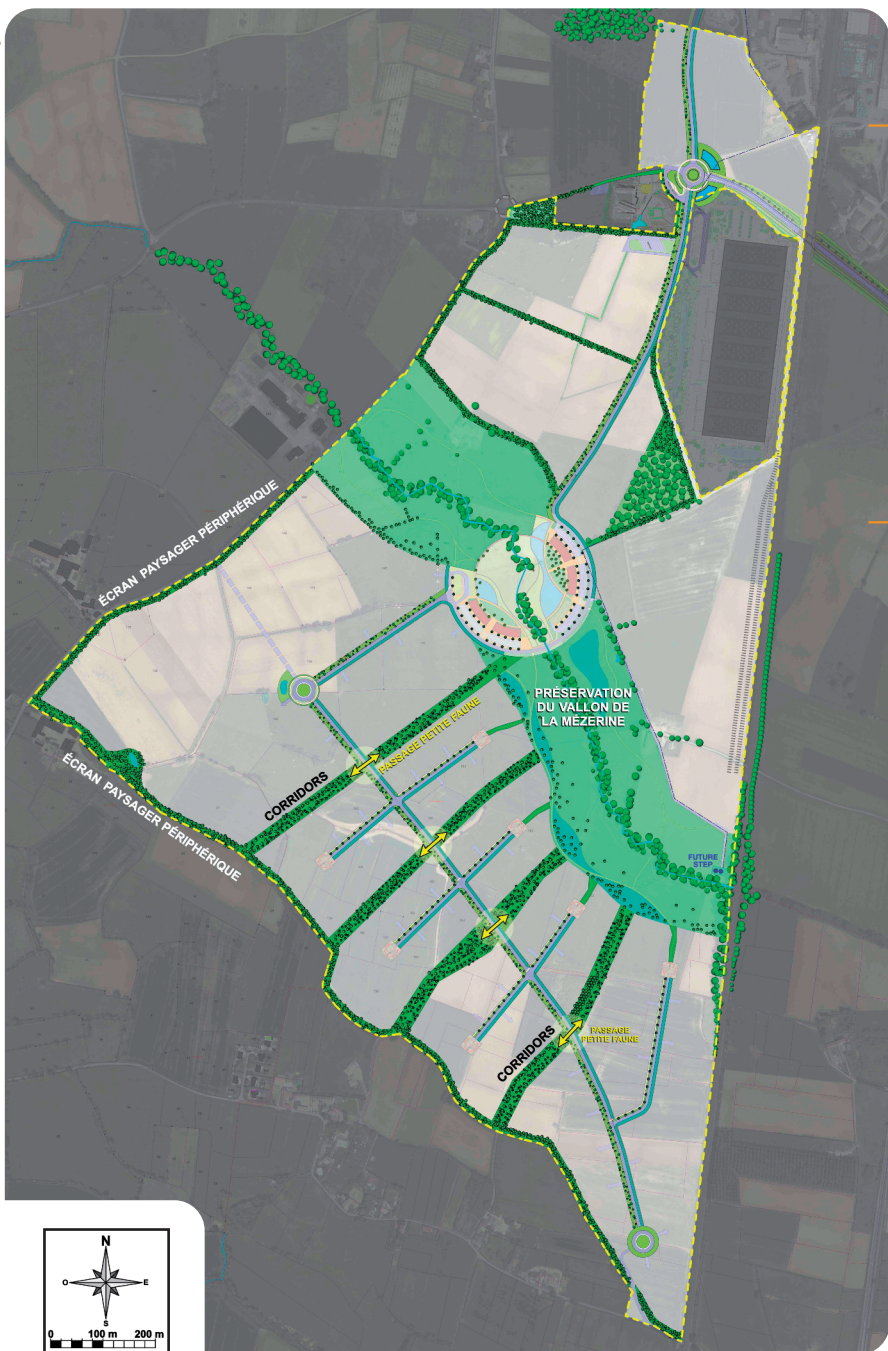 ÉCRAN PAYSAGER PÉRIPHÉRIQUE
PRÉSERVATION
DU VALLON DE
LA MÉZERINE
PASSAGE PETITE FAUNE
CORRIDORS
ÉCRAN PAYSAGER PÉRIPHÉRIQUE
FUTURE
STEP
PASSAGE
PETITE FAUNE
CORRIDORS
N
O E
S
0 100 m 200 m